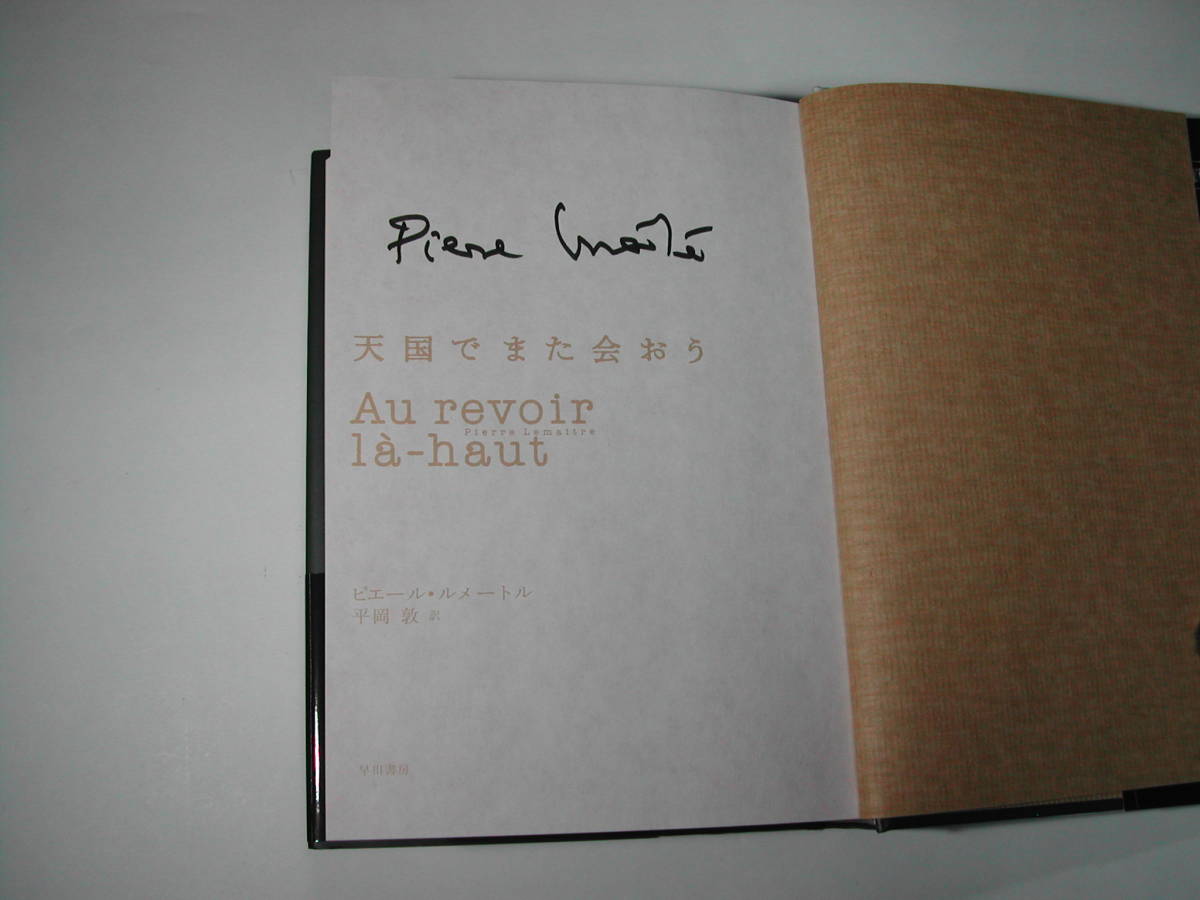 Pierre Lemaitre
天国でまた会おう
Au revoir
Pierre Lemaitre
là-haut
ピエール・ルメートル
平岡 敦 訳
早川書房